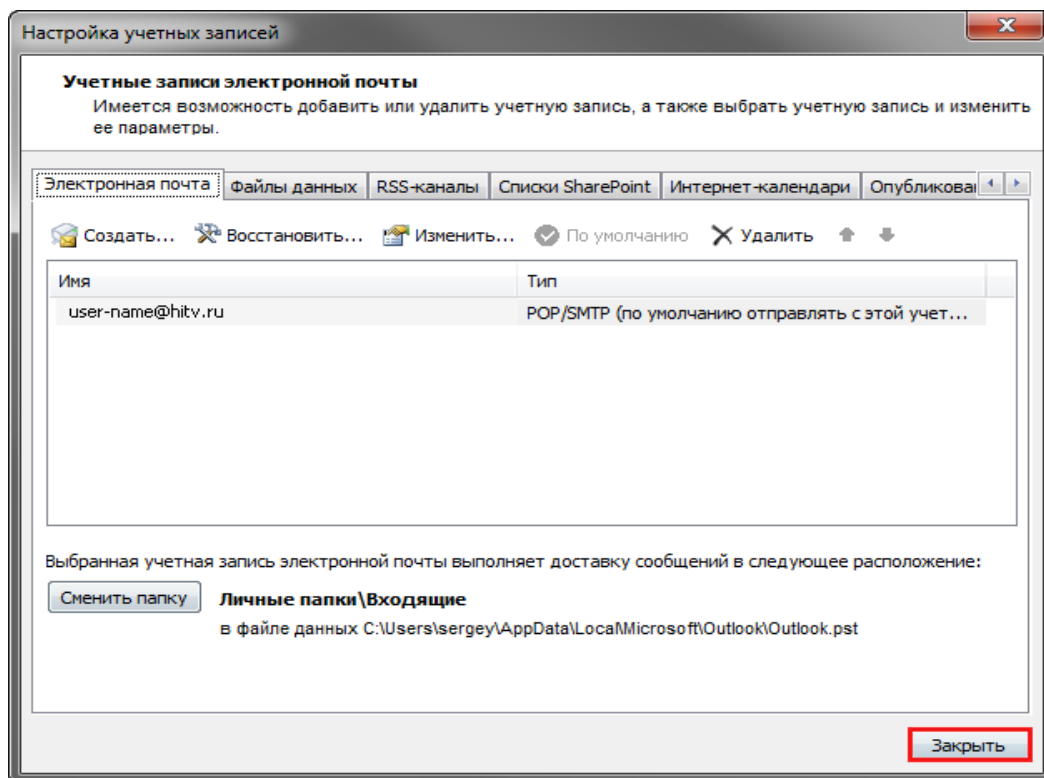 Настройка учетных записей
Учетные записи электронной почты
Имеется возможность добавить или удалить учетную запись, а также выбрать учетную запись и изменить
ее параметры.
Электронная почта Файлы данных RSS-каналы Списки SharePoint Интернет-календари Опубликован
Создать... Восстановить... Изменить... По умолчанию Удалить
Имя Тип
user-name@hitv.ru POP/SMTP (по умолчанию отправлять с этой учет...
Выбранная учетная запись электронной почты выполняет доставку сообщений в следующее расположение:
Сменить папку Личные папки\Входящие
в файле данных C:\Users\sergey\AppData\Local\Microsoft\Outlook\Outlook.pst
Закрыть